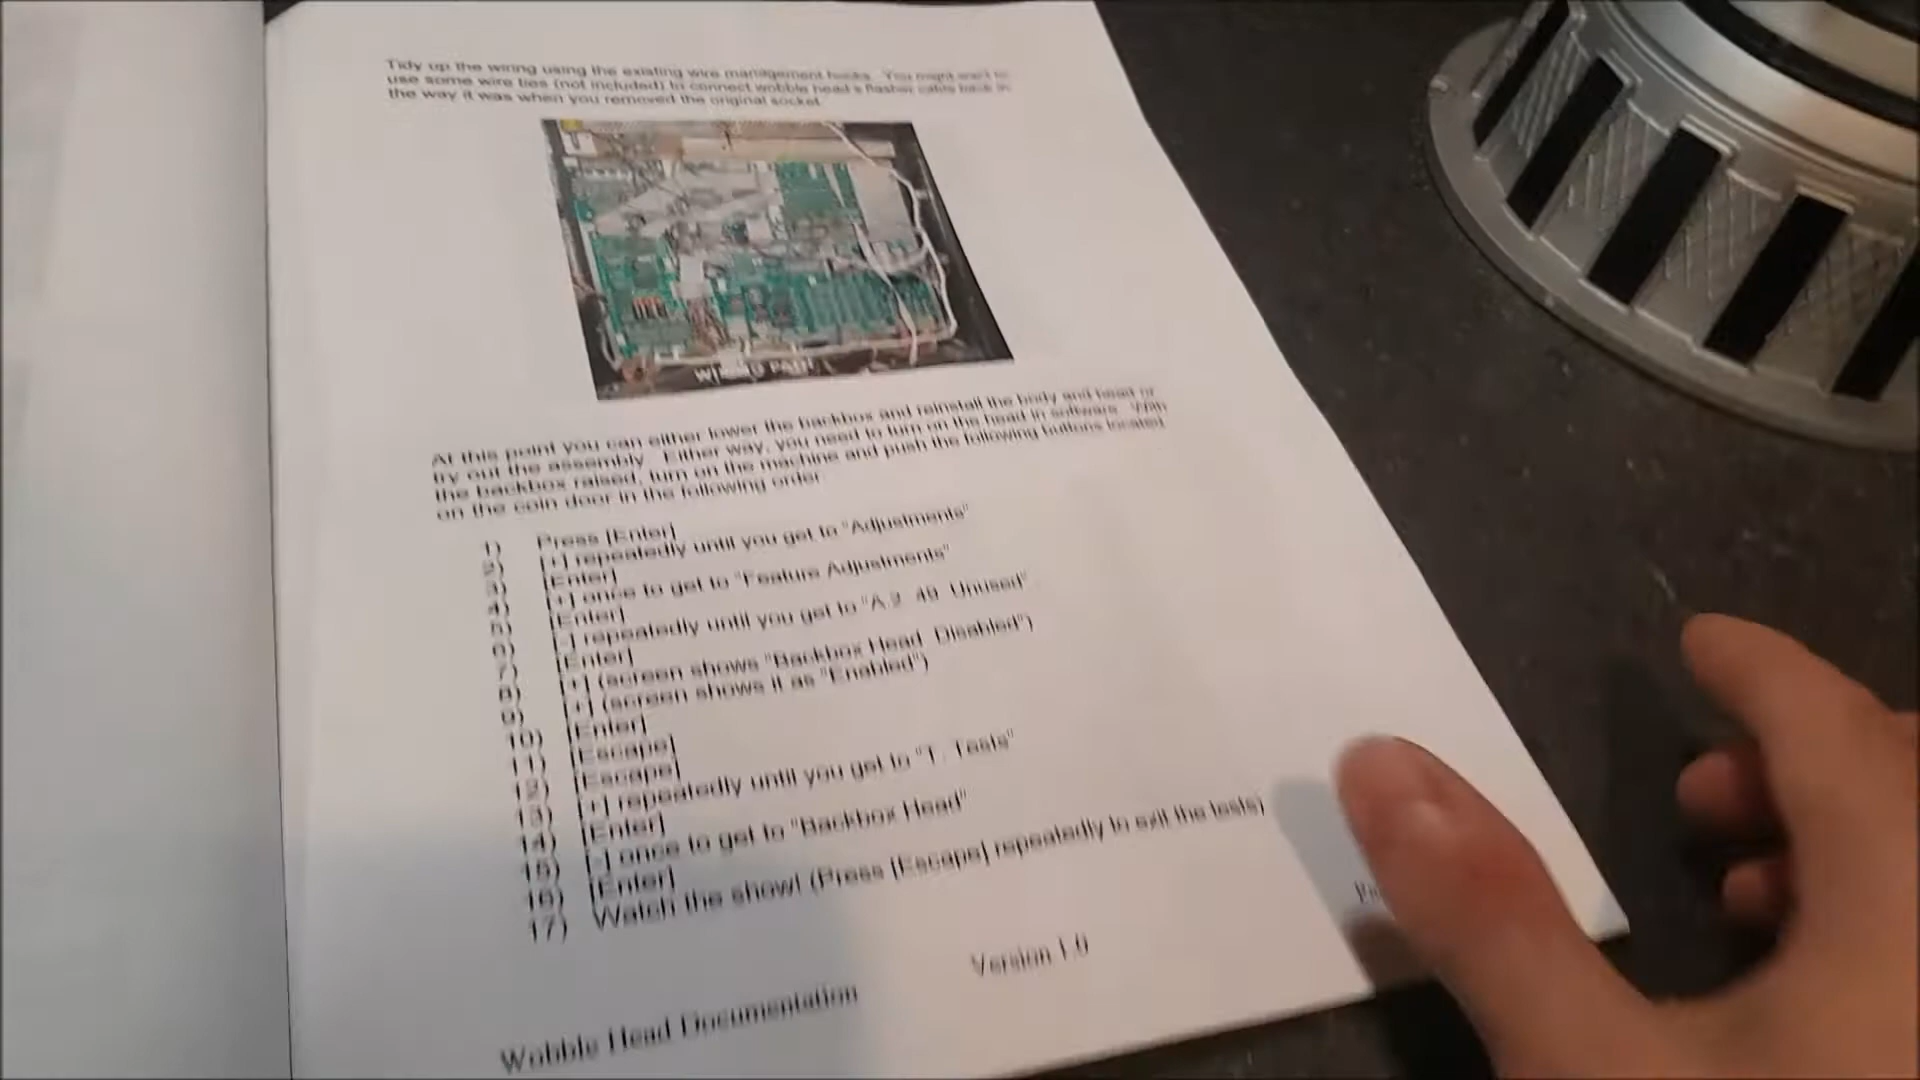 Tidy up the wiring using the existing wire management hooks. You might want to
use some wire ties (not included) to connect wobble head's flasher cable back in
the way it was when you removed the original socket.
WIRING PATH
At this point you can either lower the backbox and reinstall the body and head or
try out the assembly. Either way, you need to turn on the head in software. With
the backbox raised, turn on the machine and push the following buttons located
on the coin door in the following order
1) Press [Enter]
2) [+] repeatedly until you get to "Adjustments"
3) [Enter]
4) [+] once to get to "Feature Adjustments"
5) [Enter]
6) [-] repeatedly until you get to "A.2 49 Unused"
7) [Enter]
8) [+] (screen shows "Backbox Head Disabled")
9) [+] (screen shows it as "Enabled")
10) [Enter]
11) [Escape]
12) [Escape]
13) [+] repeatedly until you get to "T. Tests"
14) [Enter]
15) [-] once to get to "Backbox Head"
16) [Enter]
17) Watch the show! (Press [Escape] repeatedly to exit the tests)
Wobble Head Documentation
Version 1.0